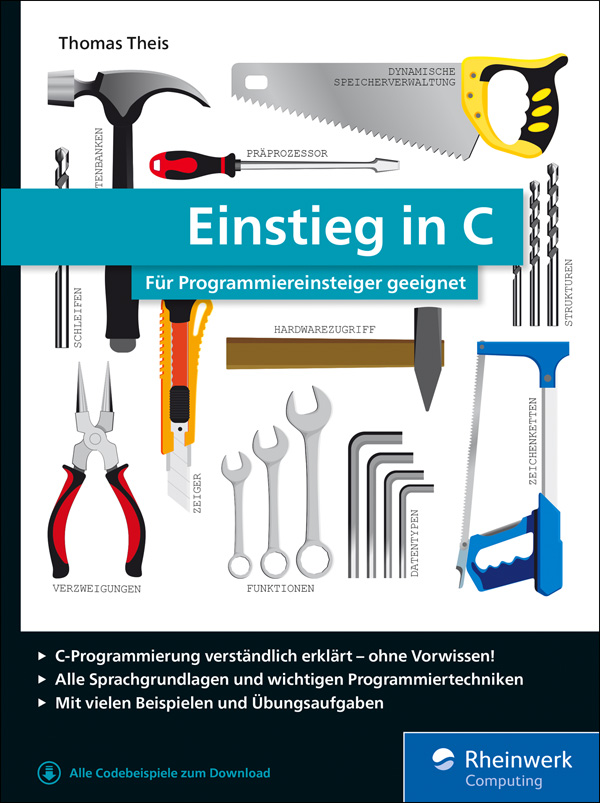 Thomas Theis
DYNAMISCHE
SPEICHERVERWALTUNG
PRÄPROZESSOR
TENBANKEN
Einstieg in C
Für Programmiereinsteiger geeignet
SCHLEIFEN
STRUKTUREN
HARDWAREZUGRIFF
ZEICHENKETTEN
ZEIGER
DATENTYPEN
VERZWEIGUNGEN
FUNKTIONEN
▸ C-Programmierung verständlich erklärt – ohne Vorwissen!
▸ Alle Sprachgrundlagen und wichtigen Programmiertechniken
▸ Mit vielen Beispielen und Übungsaufgaben
Alle Codebeispiele zum Download
Rheinwerk
Computing